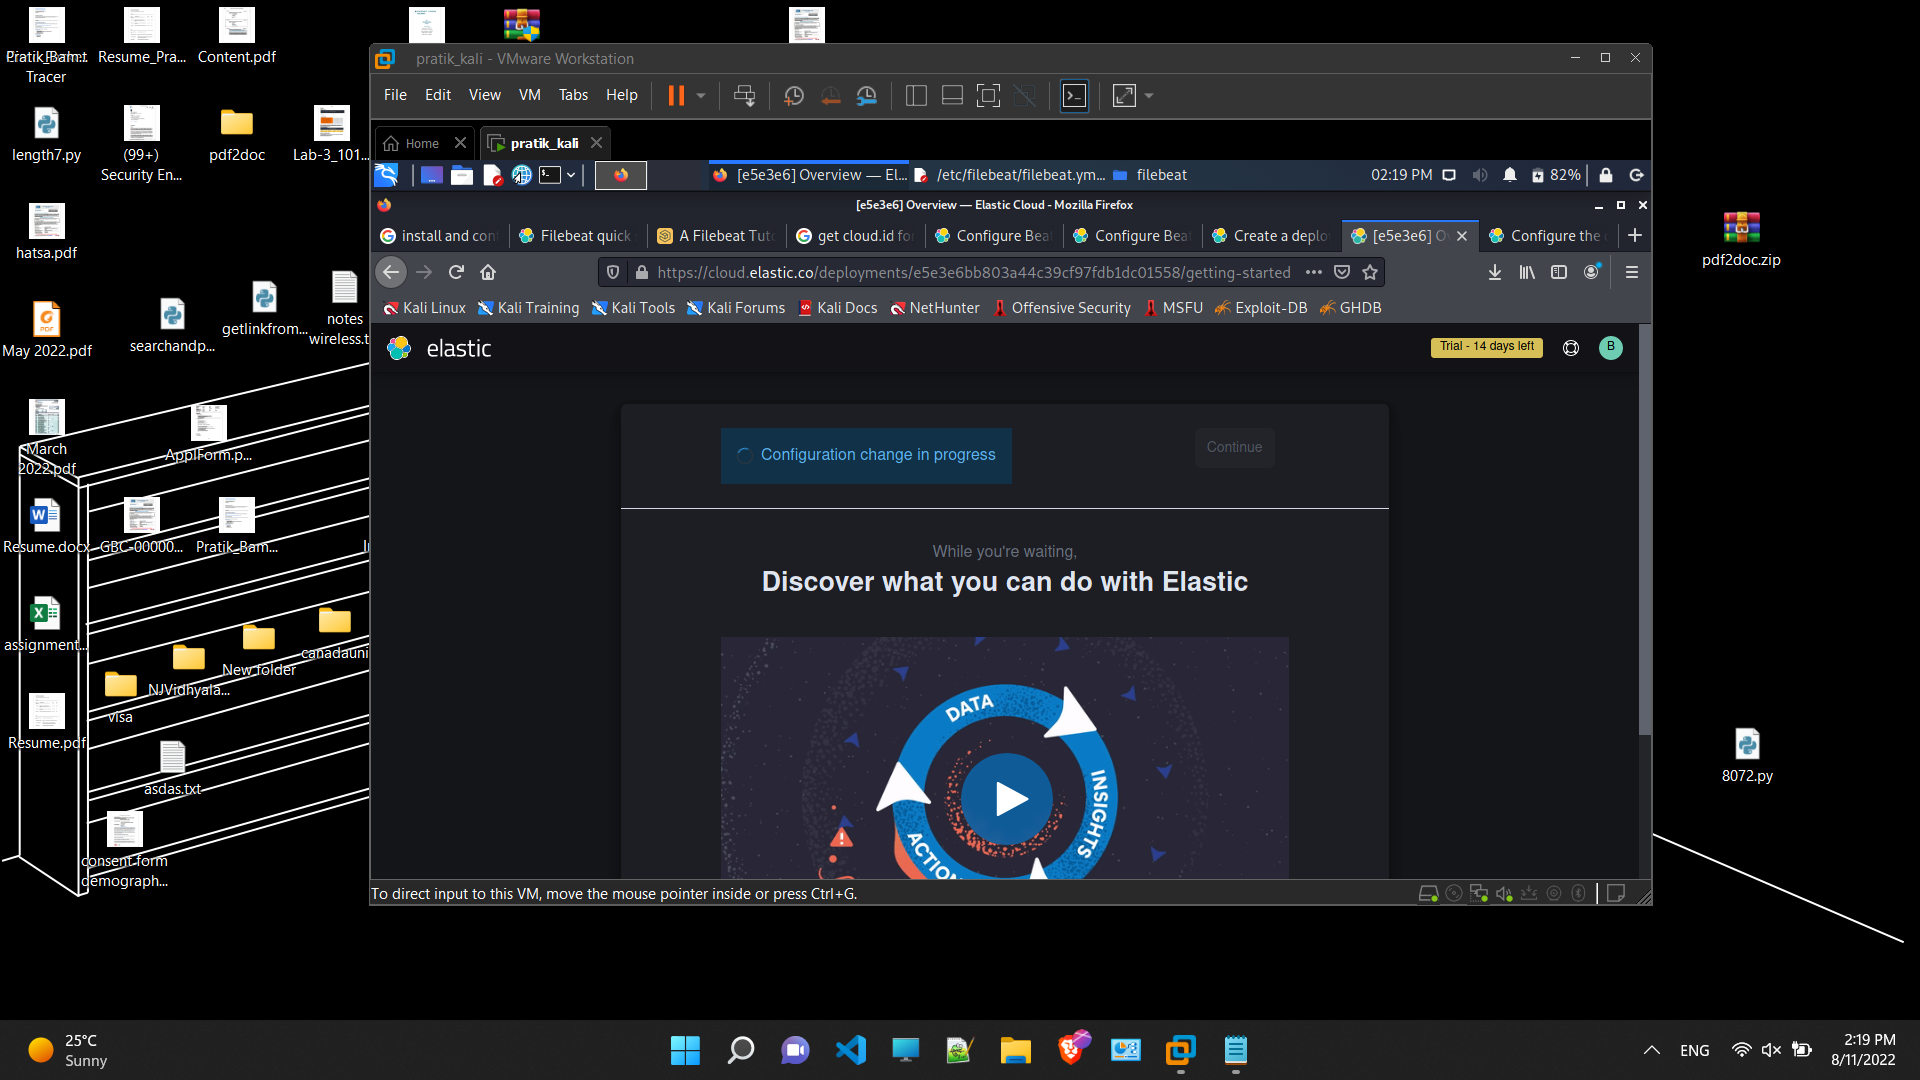 Tracer
Resume_Pra...
Content.pdf
length7.py
(99+)
Security En...
pdf2doc
Lab-3_101...
hatsa.pdf
May 2022.pdf
searchandp...
getlinkfrom...
notes
wireless.t
March
2022.pdf
ApplForm.p...
Resume.docx
GBC-00000...
Pratik_Bam...
assignment...
canadauni
New folder
NJVidhyala...
visa
Resume.pdf
asdas.txt
consent form
demograph...
pratik_kali - VMware Workstation
File Edit View VM Tabs Help
Home
pratik_kali
[e5e3e6] Overview — El...
/etc/filebeat/filebeat.ym...
filebeat
02:19 PM
82%
[e5e3e6] Overview — Elastic Cloud - Mozilla Firefox
install and con
Filebeat quick
A Filebeat Tuto
get cloud.id fo
Configure Bea
Configure Bea
Create a deplo
[e5e3e6] O
Configure the
https://cloud.elastic.co/deployments/e5e3e6bb803a44c39cf97fdb1dc01558/getting-started
Kali Linux
Kali Training
Kali Tools
Kali Forums
Kali Docs
NetHunter
Offensive Security
MSFU
Exploit-DB
GHDB
elastic
Trial - 14 days left
B
Configuration change in progress
Continue
While you're waiting,
Discover what you can do with Elastic
DATA
INSIGHTS
ACTION
To direct input to this VM, move the mouse pointer inside or press Ctrl+G.
pdf2doc.zip
8072.py
25°C
Sunny
ENG
2:19 PM
8/11/2022